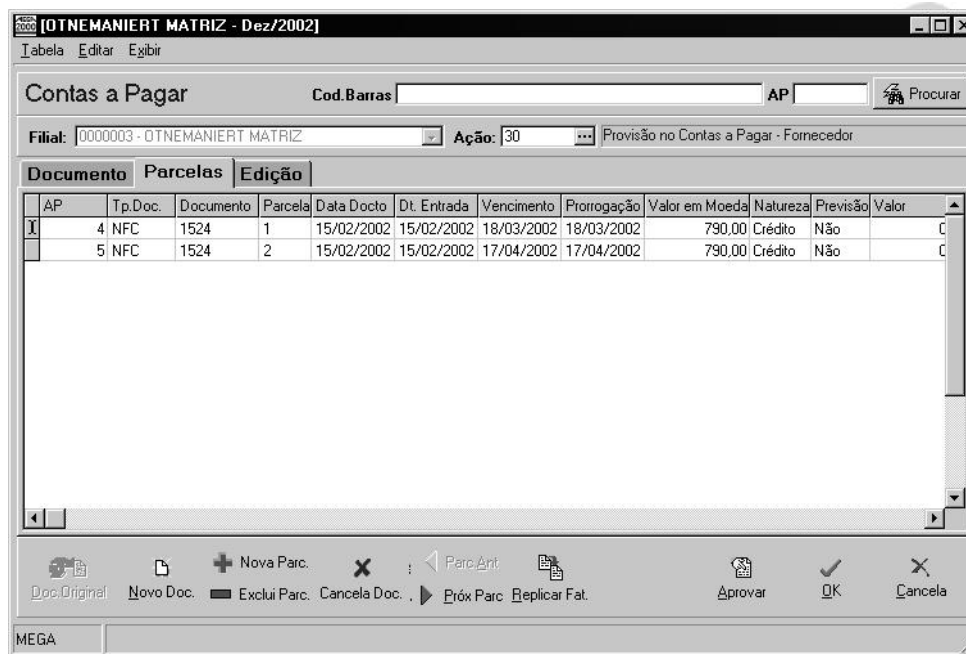 MEGA 2000 [OTNEMANIERT MATRIZ - Dez/2002]
Tabela Editar Exibir
Contas a Pagar Cod.Barras AP Procurar
Filial: 0000003 - OTNEMANIERT MATRIZ Ação: 30 ... Provisão no Contas a Pagar - Fornecedor
Documento Parcelas Edição
AP Tp.Doc. Documento Parcela Data Docto Dt. Entrada Vencimento Prorrogação Valor em Moeda Natureza Previsão Valor
4 NFC 1524 1 15/02/2002 15/02/2002 18/03/2002 18/03/2002 790,00 Crédito Não 0
5 NFC 1524 2 15/02/2002 15/02/2002 17/04/2002 17/04/2002 790,00 Crédito Não 0
Nova Parc. Parc.Ant
Doc.Original Novo Doc. Exclui Parc. Cancela Doc. Próx Parc Replicar Fat. Aprovar OK Cancela
MEGA